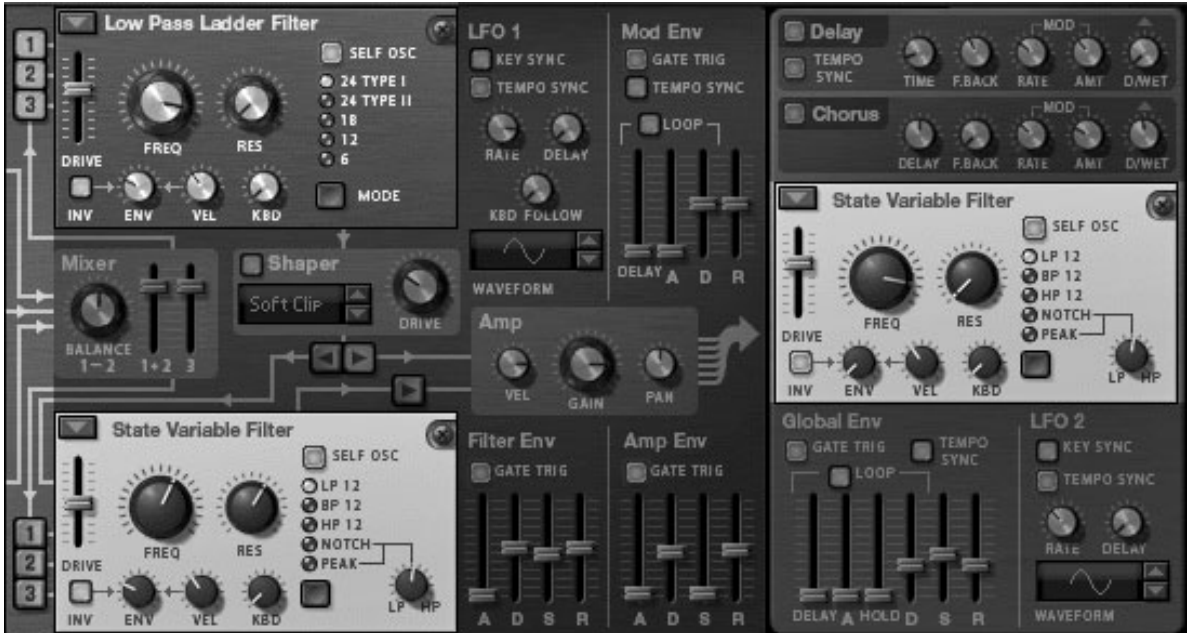 Low Pass Ladder Filter
1
2
3
DRIVE
FREQ
RES
SELF OSC
24 TYPE I
24 TYPE II
18
12
6
MODE
INV
ENV
VEL
KBD
Mixer
BALANCE
1-2
1+2
3
Shaper
Soft Clip
DRIVE
State Variable Filter
1
2
3
DRIVE
FREQ
RES
SELF OSC
LP 12
BP 12
HP 12
NOTCH
PEAK
LP
HP
INV
ENV
VEL
KBD
LFO 1
KEY SYNC
TEMPO SYNC
RATE
DELAY
KBD FOLLOW
WAVEFORM
Mod Env
GATE TRIG
TEMPO SYNC
LOOP
DELAY
A
D
R
Amp
VEL
GAIN
PAN
Filter Env
GATE TRIG
A
D
S
R
Amp Env
GATE TRIG
A
D
S
R
Delay
TEMPO
SYNC
MOD
TIME
F.BACK
RATE
AMT
D/WET
Chorus
MOD
DELAY
F.BACK
RATE
AMT
D/WET
State Variable Filter
DRIVE
FREQ
RES
SELF OSC
LP 12
BP 12
HP 12
NOTCH
PEAK
LP
HP
INV
ENV
VEL
KBD
Global Env
GATE TRIG
TEMPO
SYNC
LOOP
DELAY
A
HOLD
D
S
R
LFO 2
KEY SYNC
TEMPO SYNC
RATE
DELAY
WAVEFORM